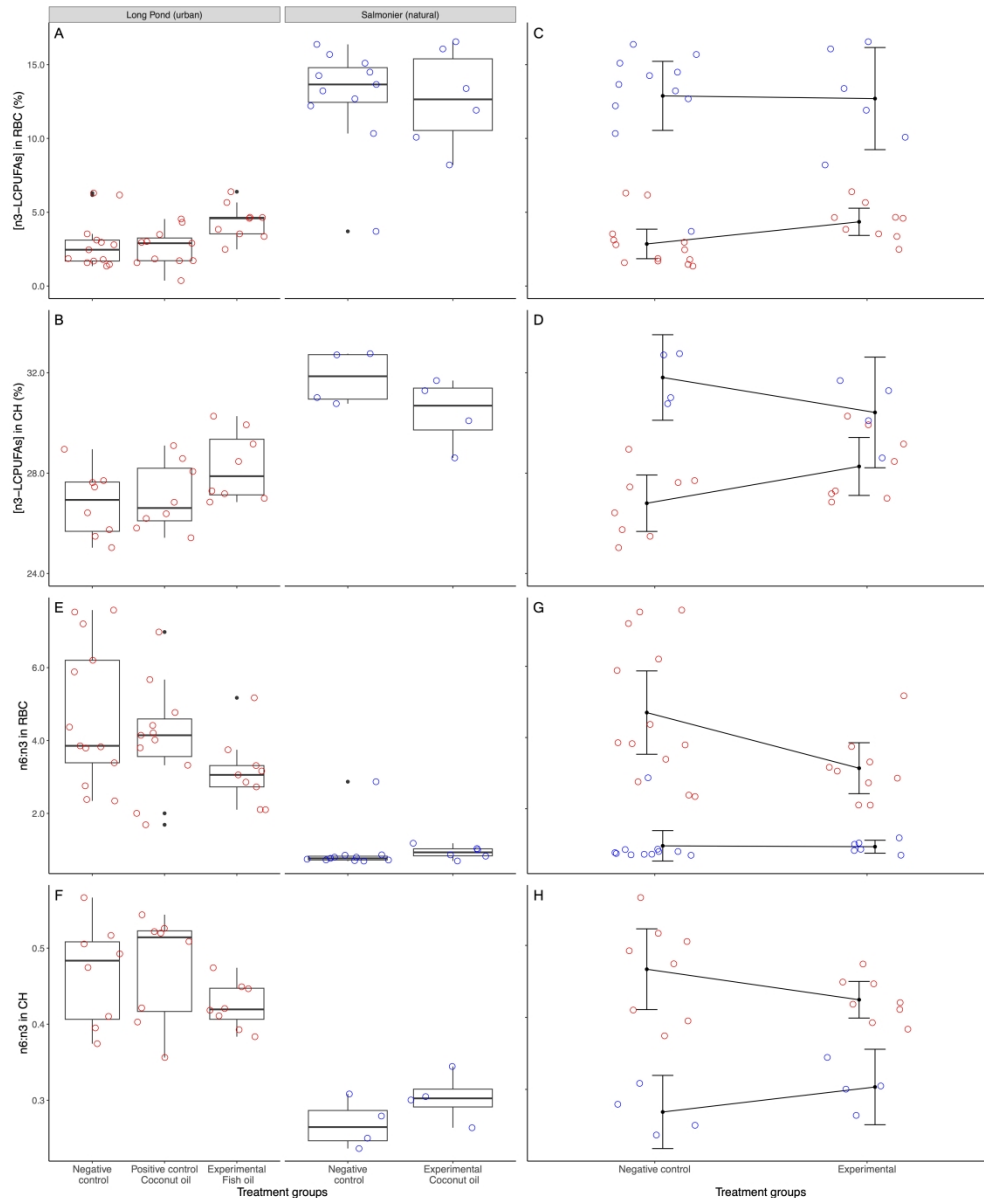 Long Pond (urban)
Salmonier (natural)
A
C
[n3−LCPUFAs] in RBC (%)
15.0
10.0
5.0
0.0
B
D
[n3−LCPUFAs] in CH (%)
32.0
28.0
24.0
E
G
n6:n3 in RBC
6.0
4.0
2.0
F
H
n6:n3 in CH
0.5
0.4
0.3
Negative
control
Positive control
Coconut oil
Experimental
Fish oil
Negative
control
Experimental
Coconut oil
Negative control
Experimental
Treatment groups
Treatment groups